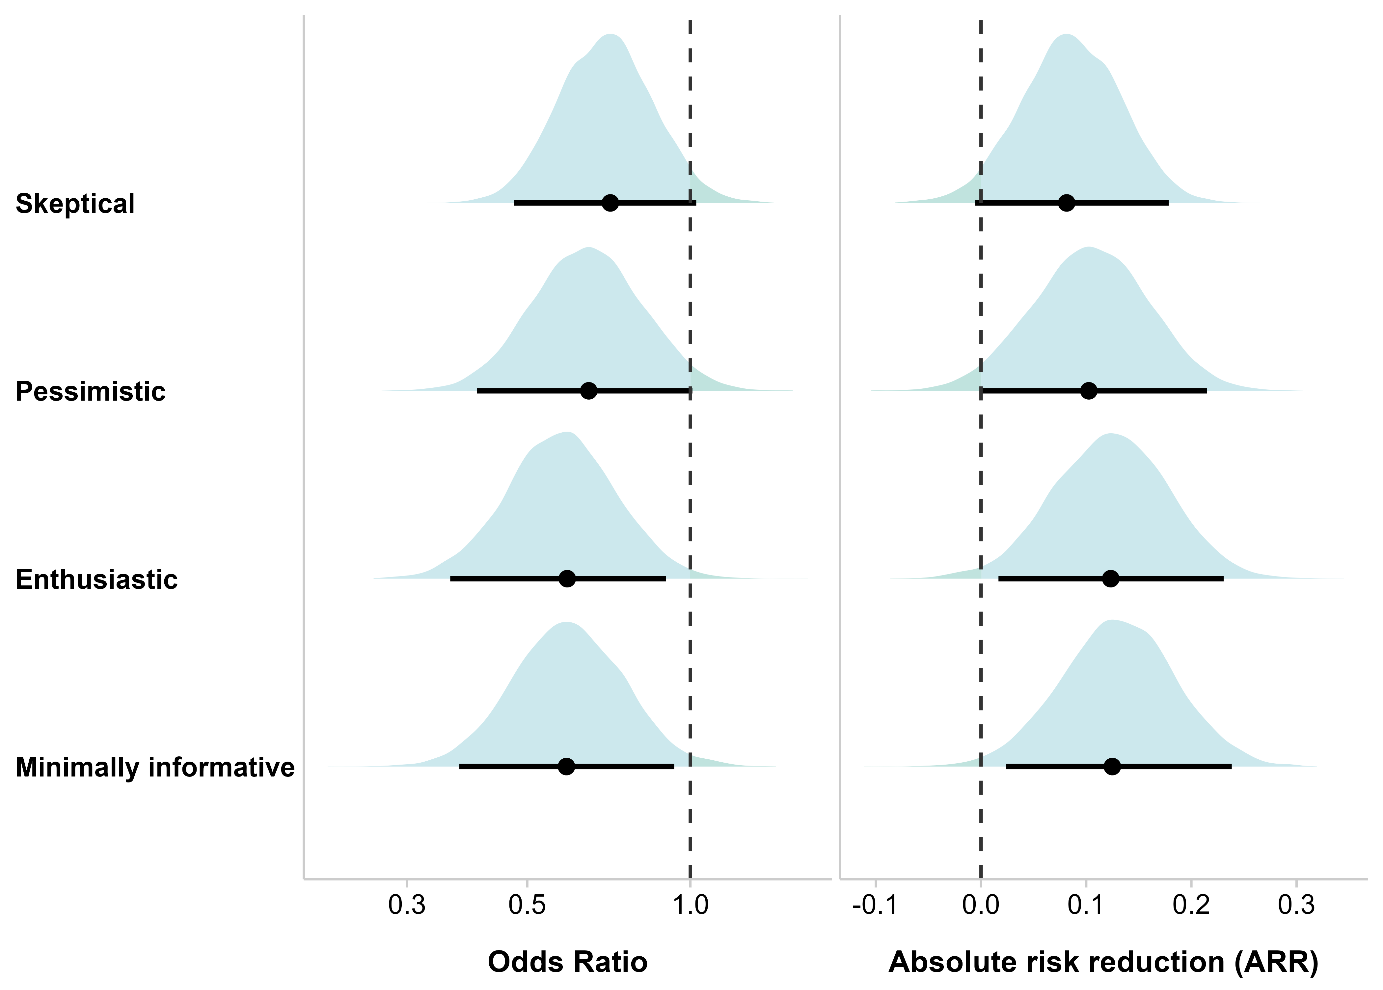 Skeptical
Pessimistic
Enthusiastic
Minimally informative
0.3 0.5 1.0
-0.1 0.0 0.1 0.2 0.3
Odds Ratio
Absolute risk reduction (ARR)